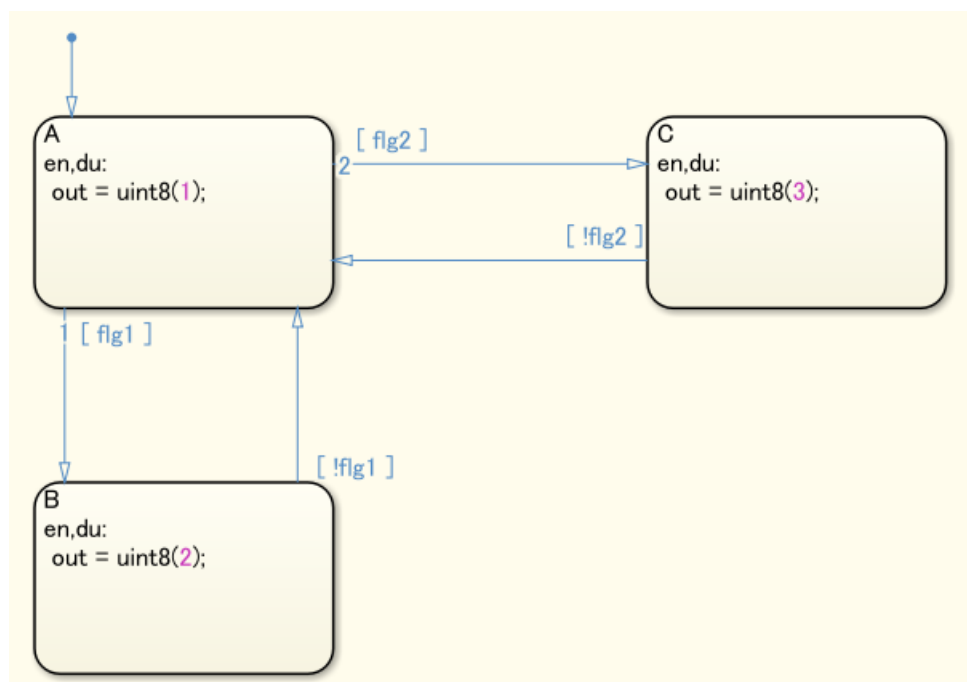 A
en,du:
out = uint8(1);
[ flg2 ]
2
C
en,du:
out = uint8(3);
[ !flg2 ]
1 [ flg1 ]
[ !flg1 ]
B
en,du:
out = uint8(2);